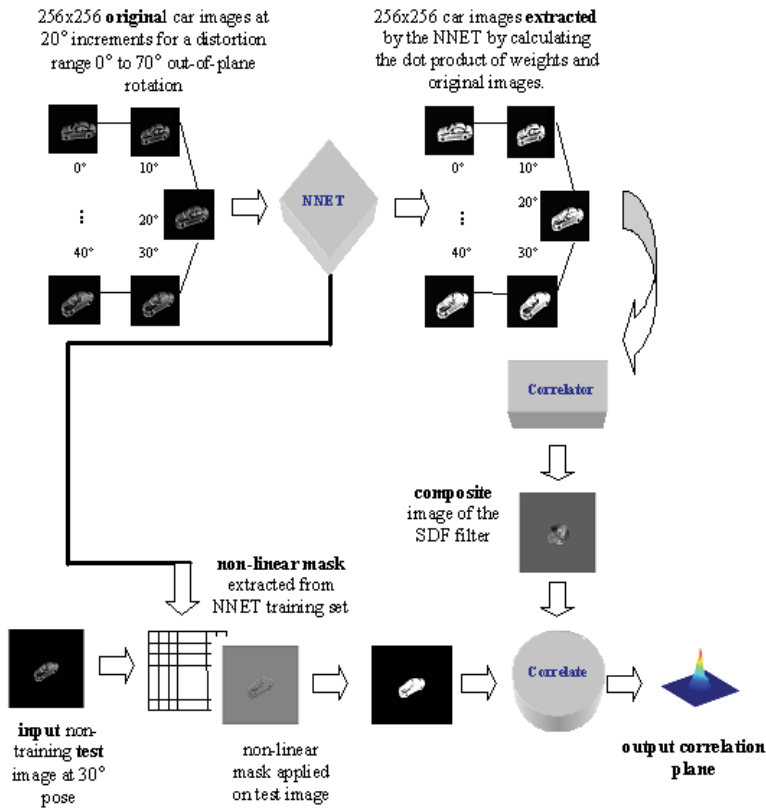 256x256 original car images at
20° increments for a distortion
range 0° to 70° out-of-plane
rotation
256x256 car images extracted
by the NNET by calculating
the dot product of weights and
original images.
0°
10°
20°
40°
30°
NNET
0°
10°
20°
40°
30°
Correlator
composite
image of the
SDF filter
non-linear mask
extracted from
NNET training set
Correlate
input non-
training test
image at 30°
pose
non-linear
mask applied
on test image
output correlation
plane